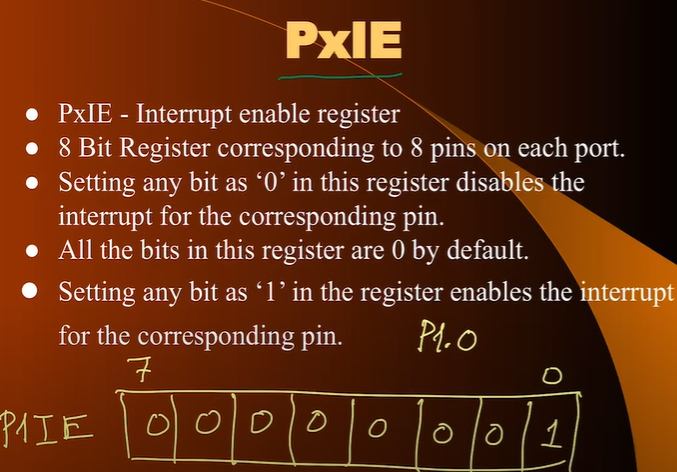 PxIE
● PxIE - Interrupt enable register
● 8 Bit Register corresponding to 8 pins on each port.
● Setting any bit as ‘0’ in this register disables the
interrupt for the corresponding pin.
● All the bits in this register are 0 by default.
● Setting any bit as ‘1’ in the register enables the interrupt
for the corresponding pin.
P1.0
7 0
P1IE 0 0 0 0 0 0 0 1